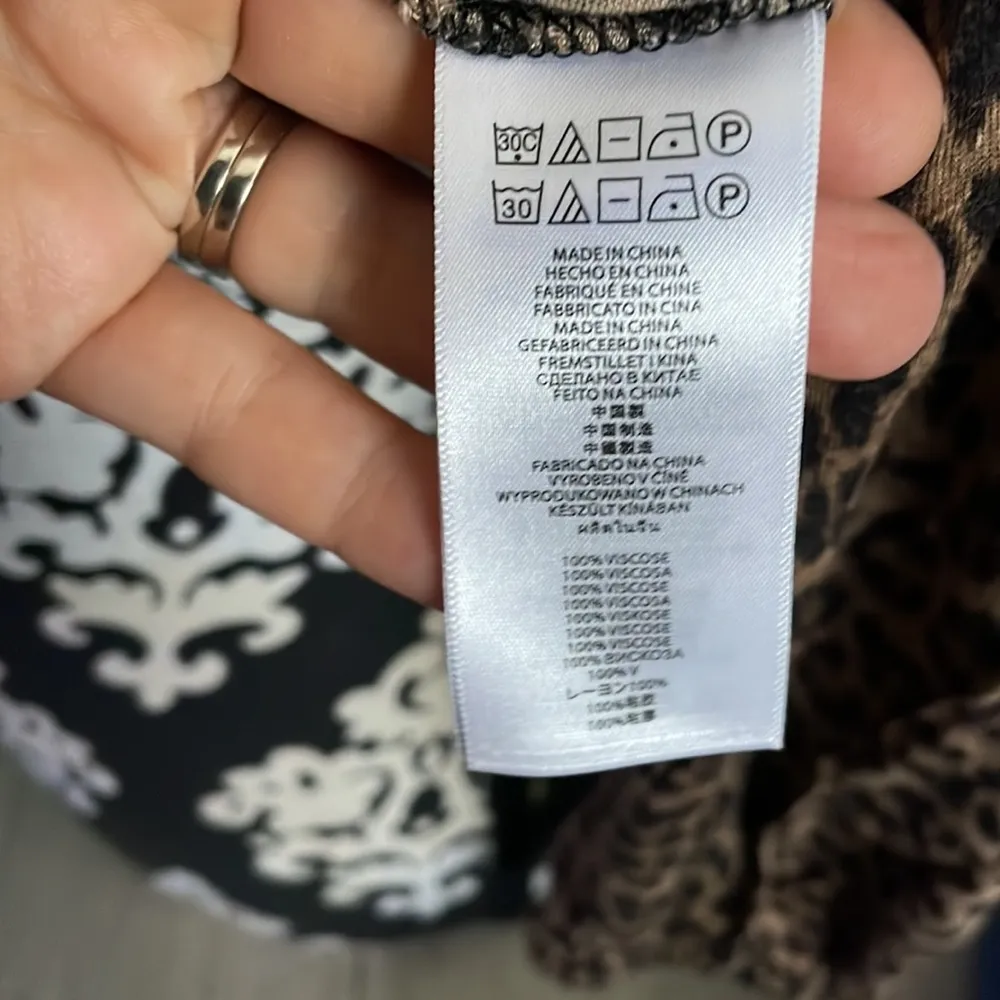 30C P
30 P
MADE IN CHINA
HECHO EN CHINA
FABRIQUÉ EN CHINE
FABBRICATO IN CINA
MADE IN CHINA
GEFABRICEERD IN CHINA
FREMSTILLET I KINA
СДЕЛАНО В КИТАЕ
FEITO NA CHINA
中国製
中国制造
中國製造
FABRICADO NA CHINA
VYROBENO V ČÍNĚ
WYPRODUKOWANO W CHINACH
KÉSZÜLT KÍNÁBAN
ผลิตในจีน
100% VISCOSE
100% VISCOSA
100% VISCOSE
100% VISCOSA
100% VISKOSE
100% VISCOSE
100% VISCOSE
100% ВИСКОЗА
100% V
レーヨン100%
100%
100%